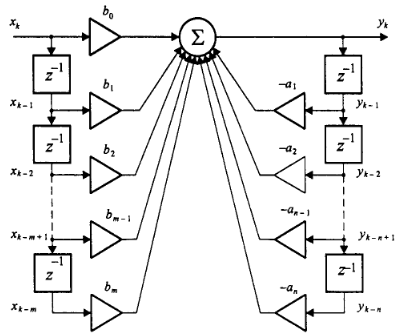 x_k b_0 Σ y_k
z^{-1} z^{-1}
x_{k-1} b_1 -a_1 y_{k-1}
z^{-1} z^{-1}
x_{k-2} b_2 -a_2 y_{k-2}
x_{k-m+1} b_{m-1} -a_{n-1} y_{k-n+1}
z^{-1} z^{-1}
x_{k-m} b_m -a_n y_{k-n}